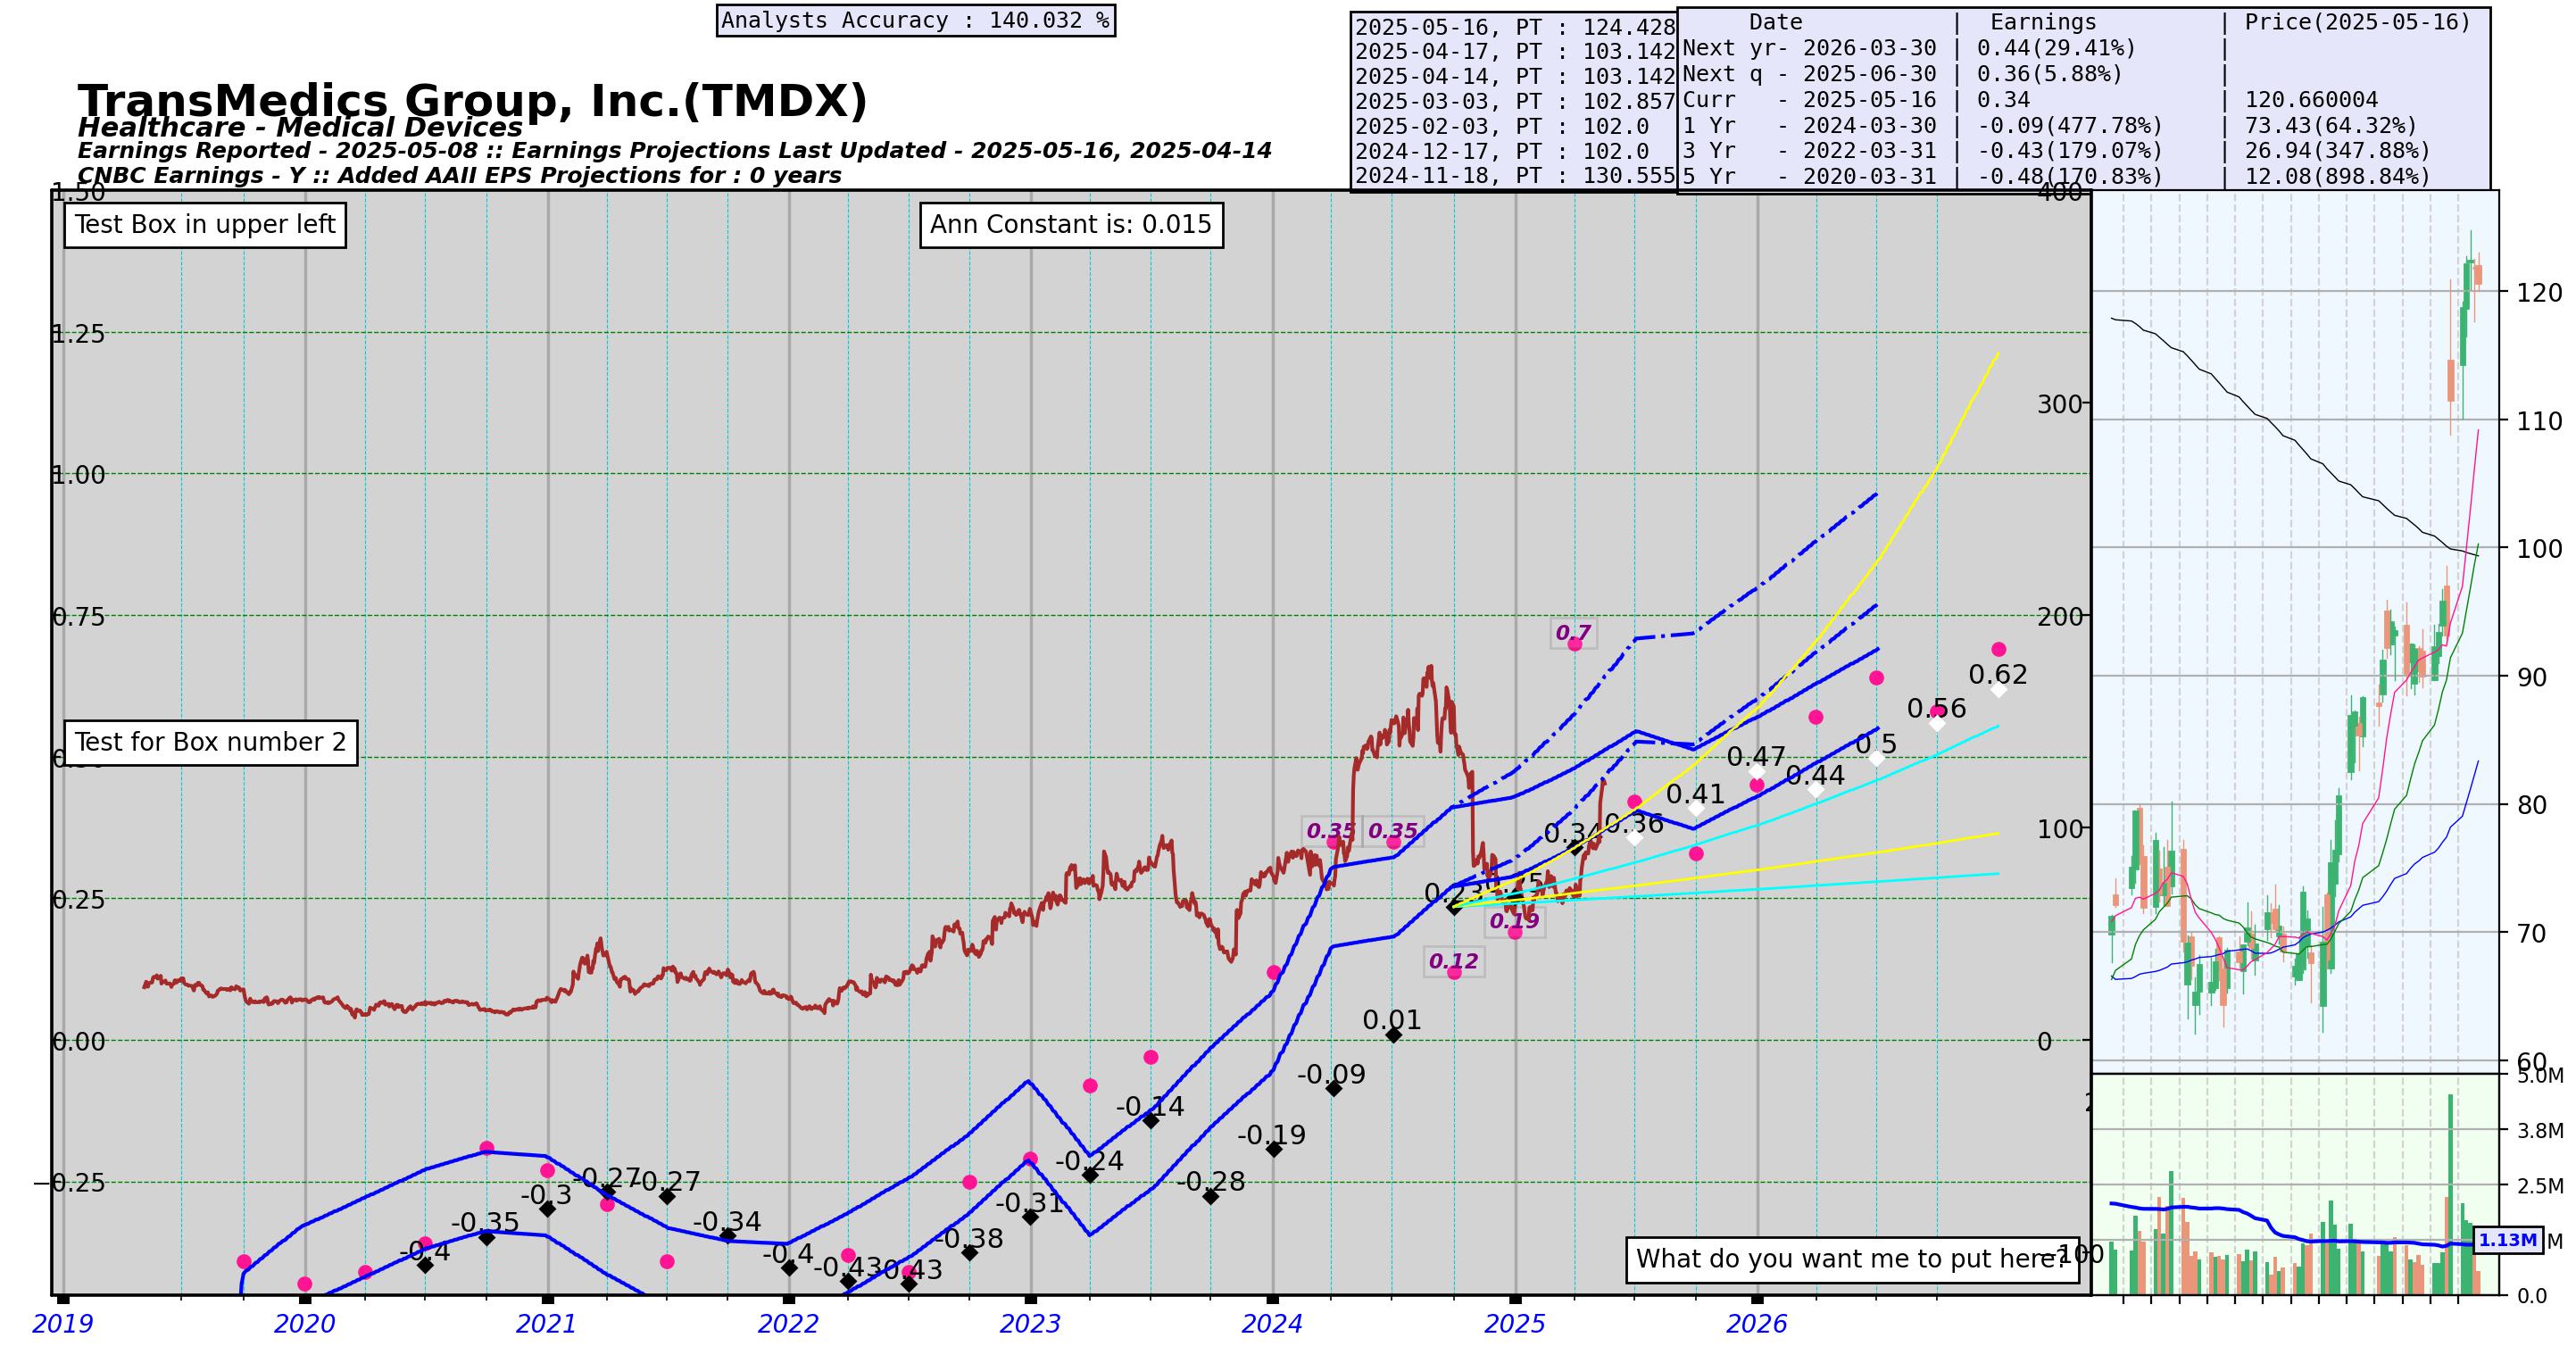 Analysts Accuracy : 140.032 %
TransMedics Group, Inc.(TMDX)
Healthcare - Medical Devices
Earnings Reported - 2025-05-08 :: Earnings Projections Last Updated - 2025-05-16, 2025-04-14
CNBC Earnings - Y :: Added AAII EPS Projections for : 0 years
2025-05-16, PT : 124.428
2025-04-17, PT : 103.142
2025-04-14, PT : 103.142
2025-03-03, PT : 102.857
2025-02-03, PT : 102.0
2024-12-17, PT : 102.0
2024-11-18, PT : 130.555
Date | Earnings | Price(2025-05-16)
Next yr- 2026-03-30 | 0.44(29.41%) |
Next q - 2025-06-30 | 0.36(5.88%) |
Curr - 2025-05-16 | 0.34 | 120.660004
1 Yr - 2024-03-30 | -0.09(477.78%) | 73.43(64.32%)
3 Yr - 2022-03-31 | -0.43(179.07%) | 26.94(347.88%)
5 Yr - 2020-03-31 | -0.48(170.83%) | 12.08(898.84%)
Test Box in upper left
Ann Constant is: 0.015
Test for Box number 2
What do you want me to put here?
1.50
1.25
1.00
0.75
0.50
0.25
0.00
−0.25
400
300
200
100
0
−100
-0.4
-0.35
-0.3
-0.27
-0.27
-0.34
-0.4
-0.43
-0.43
-0.38
-0.31
-0.24
-0.14
-0.28
-0.19
-0.09
0.01
0.23
0.34
0.36
0.41
0.47
0.44
0.5
0.56
0.62
0.35
0.35
0.12
0.19
0.7
120
110
100
90
80
70
60
5.0M
3.8M
2.5M
1.13M
M
0.0
2019
2020
2021
2022
2023
2024
2025
2026